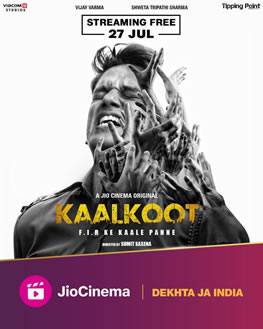 VIACOM18
STUDIOS
VIJAY VARMA
SHWETA TRIPATHI SHARMA
Tipping Point
STREAMING FREE
27 JUL
A JIO CINEMA ORIGINAL
KAALKOOT
F.I.R KE KAALE PANNE
DIRECTED BY SUMIT SAXENA
JioCinema
DEKHTA JA INDIA